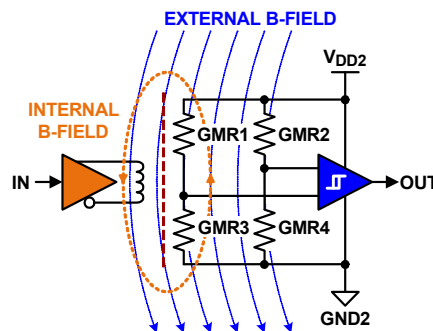 EXTERNAL B-FIELD
VDD2
INTERNAL
B-FIELD
GMR1
GMR2
IN
OUT
GMR3
GMR4
GND2